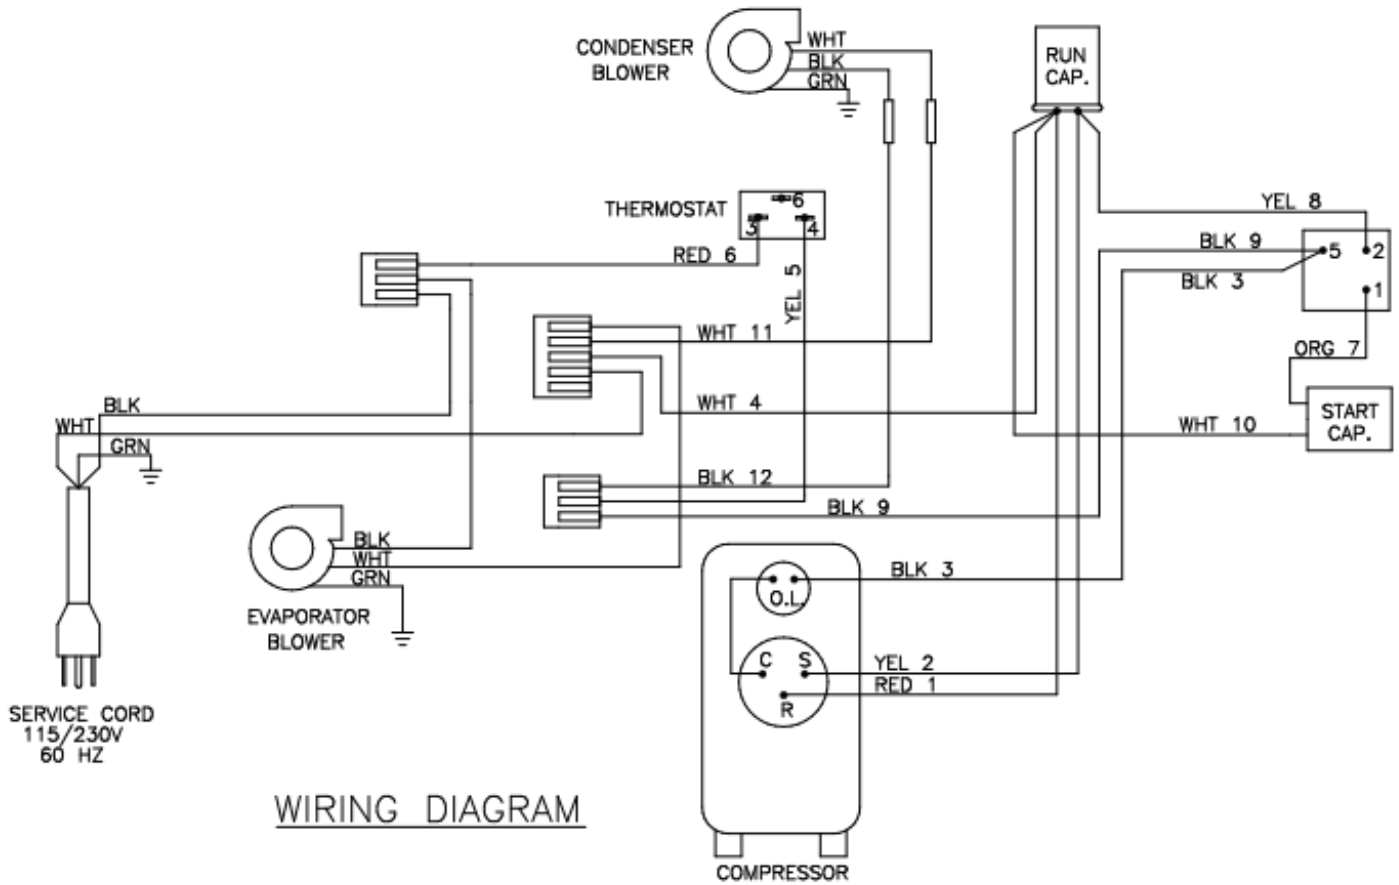 CONDENSER
BLOWER
WHT
BLK
GRN
RUN
CAP.
THERMOSTAT
6
3
4
RED 6
YEL 5
YEL 8
BLK 9
BLK 3
5
2
1
ORG 7
START
CAP.
WHT 10
WHT 11
WHT 4
BLK
WHT
GRN
BLK 12
BLK 9
BLK
WHT
GRN
EVAPORATOR
BLOWER
BLK 3
O.L.
C
S
R
YEL 2
RED 1
SERVICE CORD
115/230V
60 HZ
WIRING DIAGRAM
COMPRESSOR